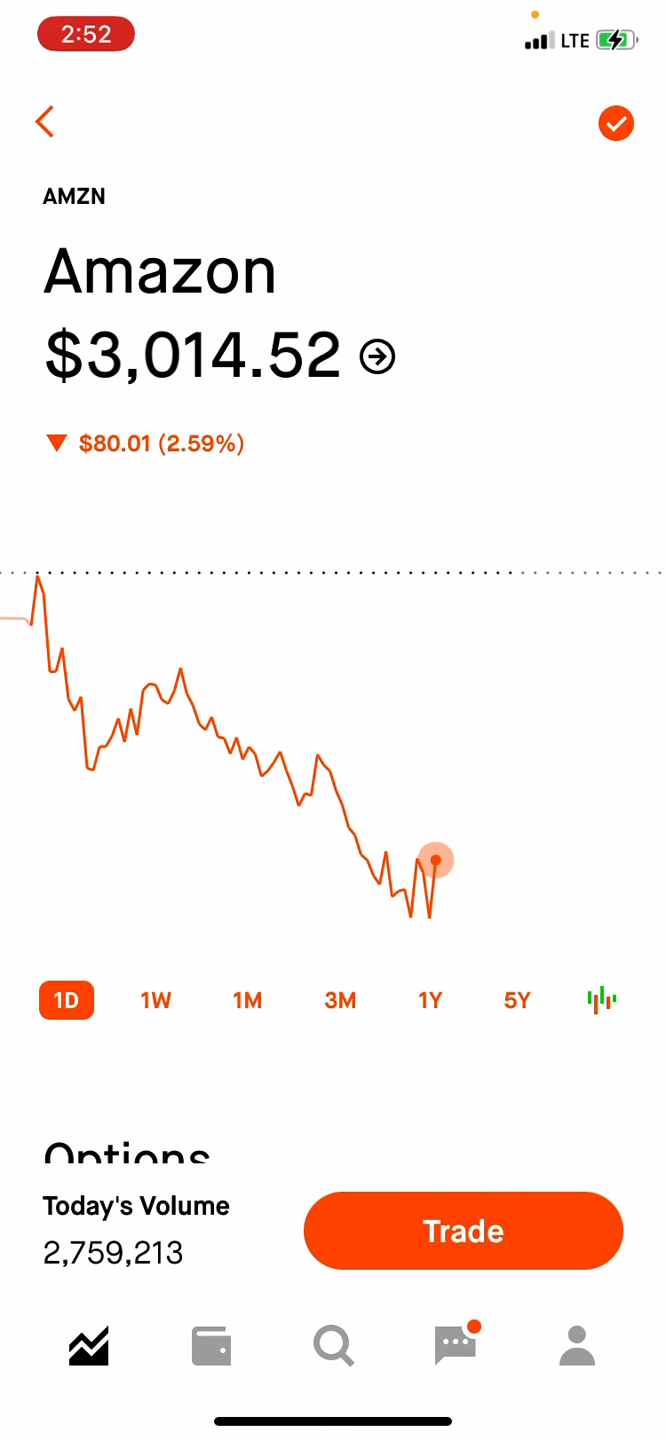 2:52
LTE
AMZN
Amazon
$3,014.52
$80.01 (2.59%)
1D 1W 1M 3M 1Y 5Y
Options
Today's Volume
2,759,213
Trade